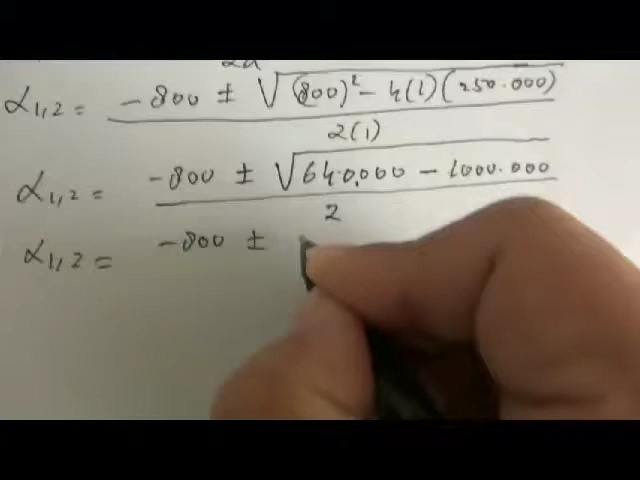 2a
α1,2 = -800 ± √(800)² - 4(1)(250.000)
2(1)
α1,2 = -800 ± √640.000 - 1000.000
2
α1,2 = -800 ±